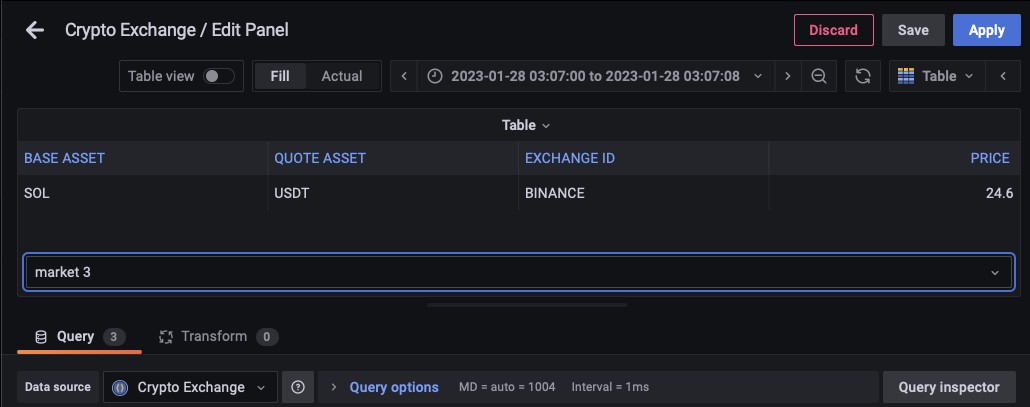 Crypto Exchange / Edit Panel
Discard
Save
Apply
Table view
Fill
Actual
2023-01-28 03:07:00 to 2023-01-28 03:07:08
Table
Table
BASE ASSET
QUOTE ASSET
EXCHANGE ID
PRICE
SOL
USDT
BINANCE
24.6
market 3
Query 3
Transform 0
Data source
Crypto Exchange
Query options
MD = auto = 1004
Interval = 1ms
Query inspector